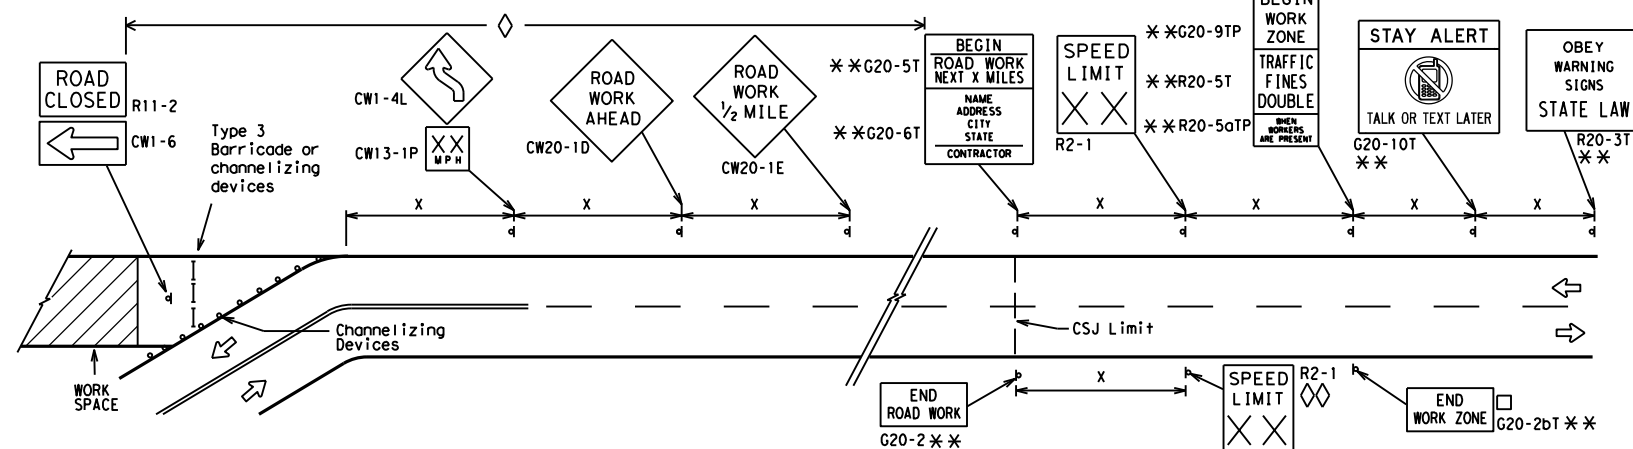 ROAD
CLOSED
R11-2
CW1-6
Type 3
Barricade or
channelizing
devices
CW1-4L
XX
MPH
CW13-1P
ROAD
WORK
AHEAD
CW20-1D
ROAD
WORK
1/2 MILE
CW20-1E
**G20-5T
BEGIN
ROAD WORK
NEXT X MILES
**G20-6T
NAME
ADDRESS
CITY
STATE
CONTRACTOR
SPEED
LIMIT
XX
R2-1
**G20-9TP
BEGIN
WORK
ZONE
**R20-5T
TRAFFIC
FINES
DOUBLE
**R20-5aTP
WHEN
WORKERS
ARE PRESENT
STAY ALERT
TALK OR TEXT LATER
G20-10T
**
OBEY
WARNING
SIGNS
STATE LAW
R20-3T
**
X
X
X
X
X
X
Channelizing
Devices
CSJ Limit
WORK
SPACE
END
ROAD WORK
G20-2**
X
SPEED
LIMIT
XX
R2-1
END
WORK ZONE
G20-2bT**